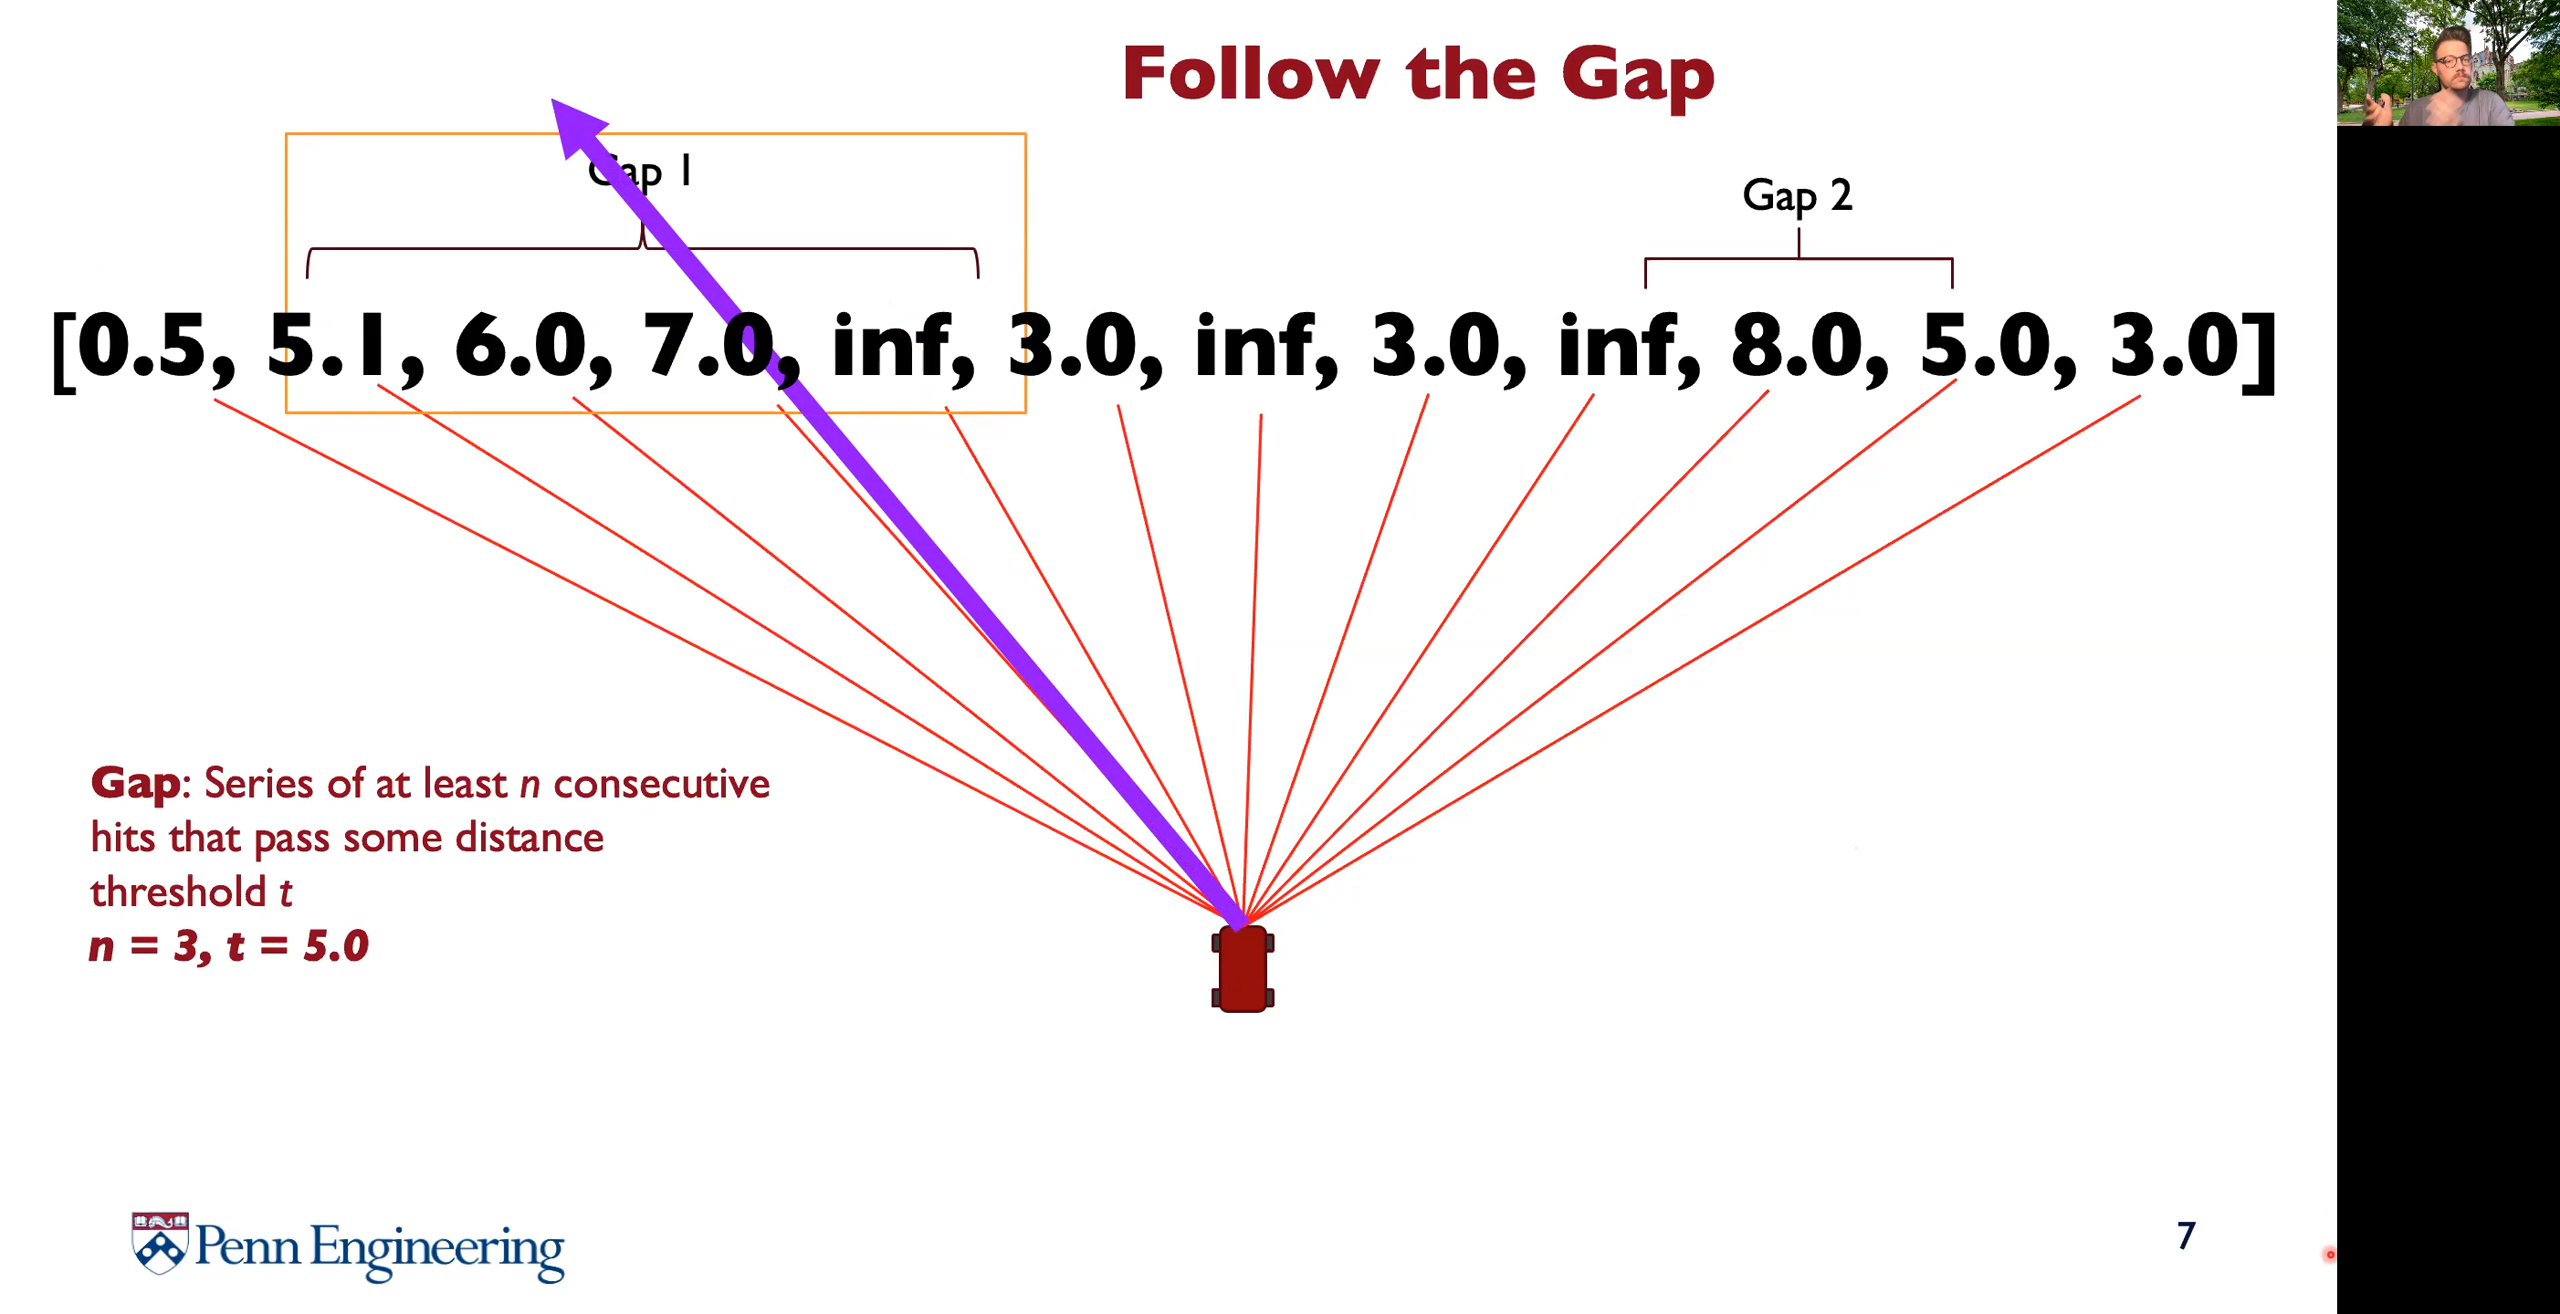 Follow the Gap
Gap 1
Gap 2
[0.5, 5.1, 6.0, 7.0, inf, 3.0, inf, 3.0, inf, 8.0, 5.0, 3.0]
Gap: Series of at least n consecutive
hits that pass some distance
threshold t
n = 3, t = 5.0
Penn Engineering
7